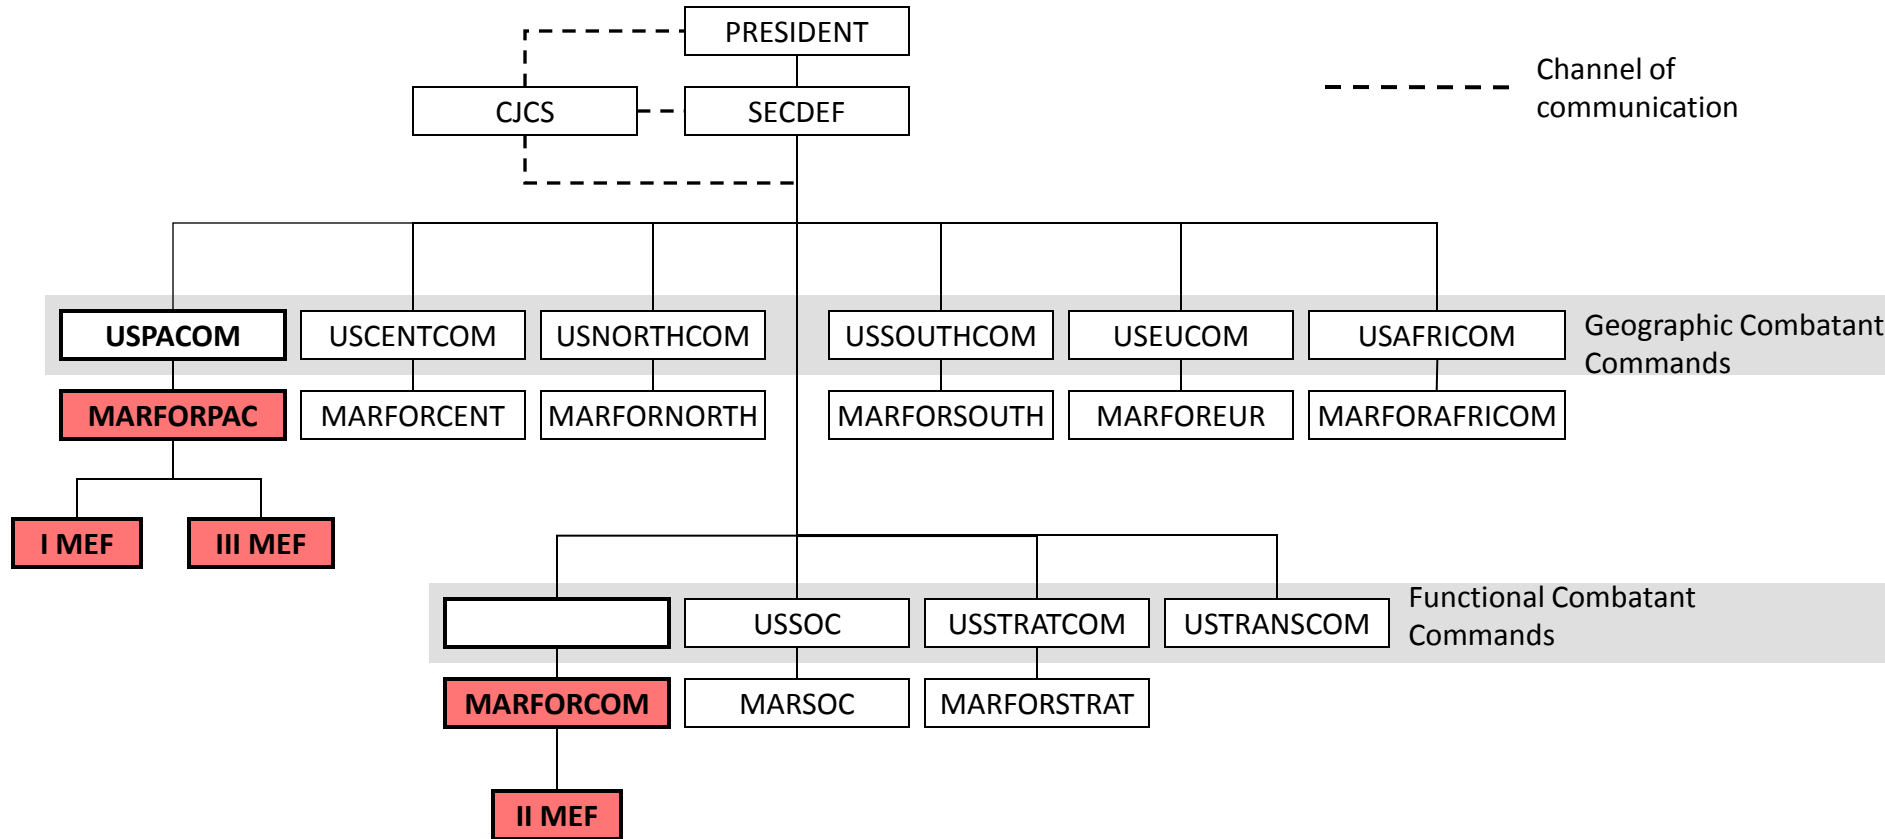 PRESIDENT
Channel of
communication
CJCS
SECDEF
USPACOM
USCENTCOM
USNORTHCOM
USSOUTHCOM
USEUCOM
USAFRICOM
Geographic Combatant
Commands
MARFORPAC
MARFORCENT
MARFORNORTH
MARFORSOUTH
MARFOREUR
MARFORAFRICOM
I MEF
III MEF
USSOC
USSTRATCOM
USTRANSCOM
Functional Combatant
Commands
MARFORCOM
MARSOC
MARFORSTRAT
II MEF